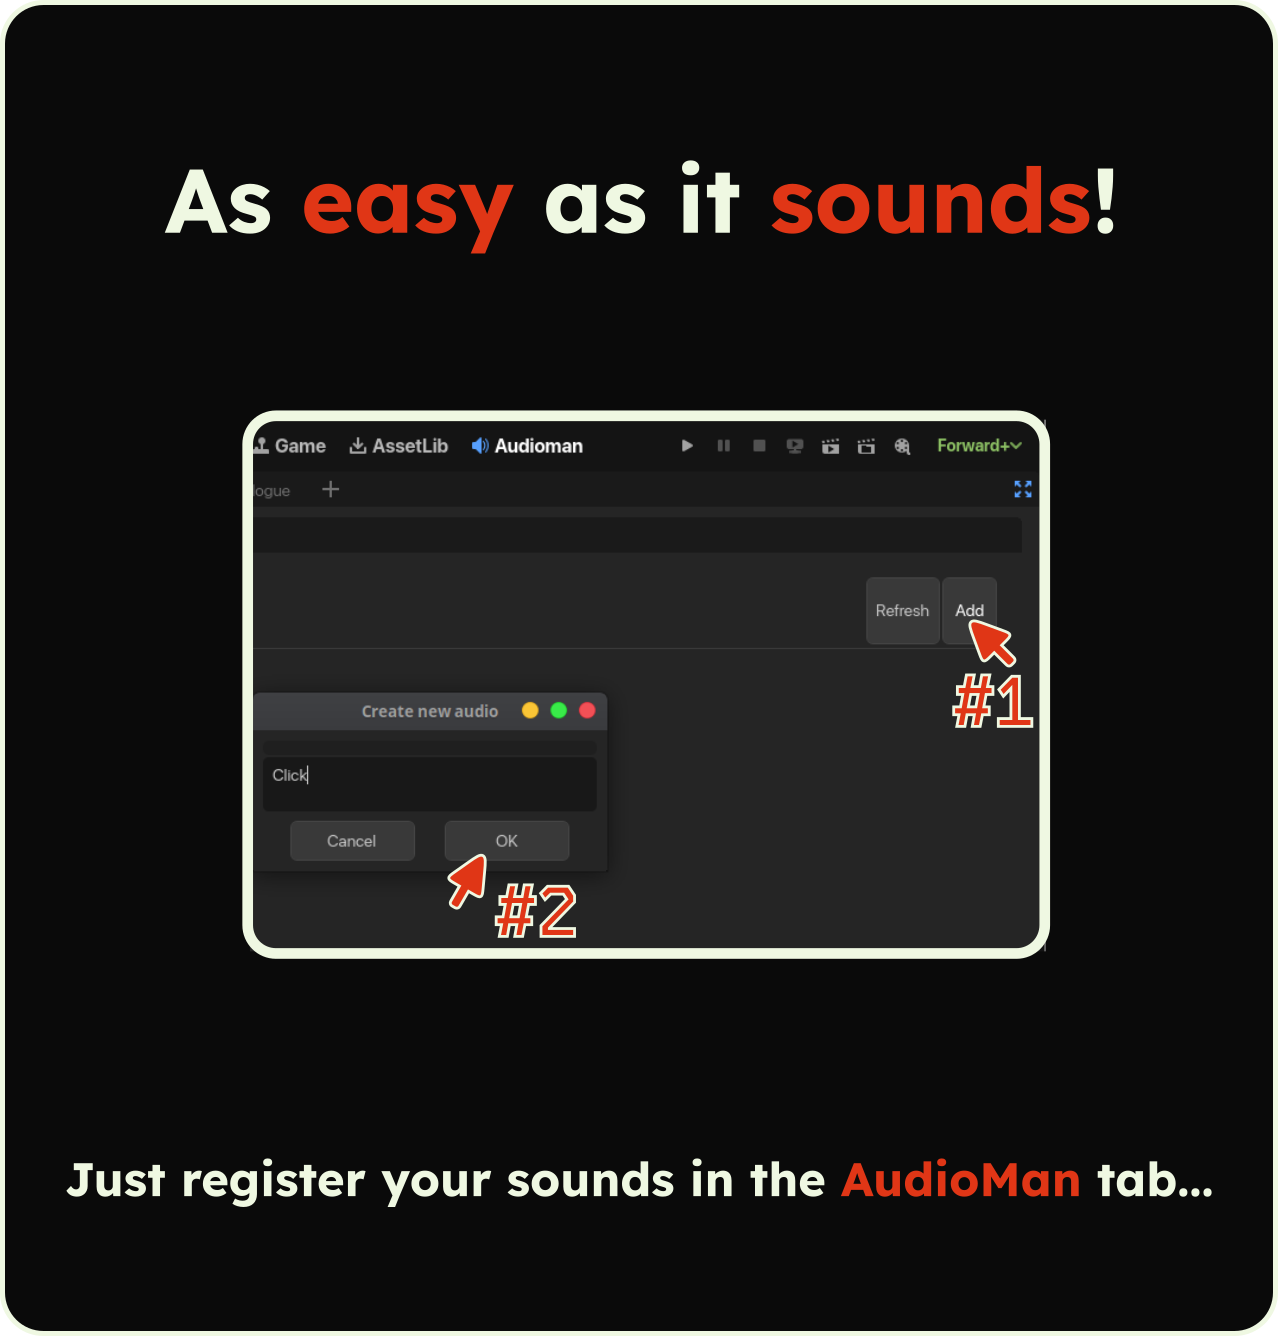 As easy as it sounds!
Game AssetLib Audioman Forward+
logue +
Refresh Add
#1
Create new audio
Click
Cancel OK
#2
Just register your sounds in the AudioMan tab...